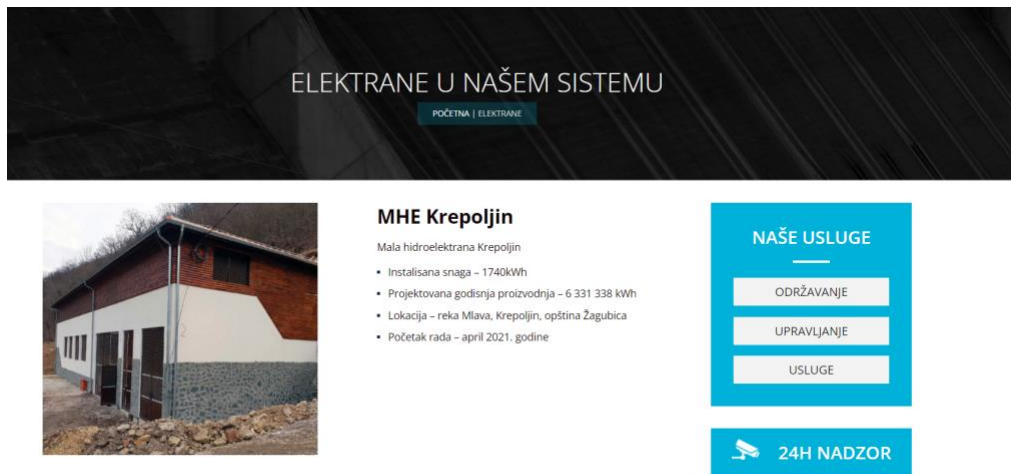 ELEKTRANE U NAŠEM SISTEMU
POČETNA | ELEKTRANE
MHE Krepoljin
Mala hidroelektrana Krepoljin
▪ Instalisana snaga – 1740kWh
▪ Projektovana godisnja proizvodnja – 6 331 338 kWh
▪ Lokacija – reka Mlava, Krepoljin, opština Žagubica
▪ Početak rada – april 2021. godine
NAŠE USLUGE
ODRŽAVANJE
UPRAVLJANJE
USLUGE
24H NADZOR